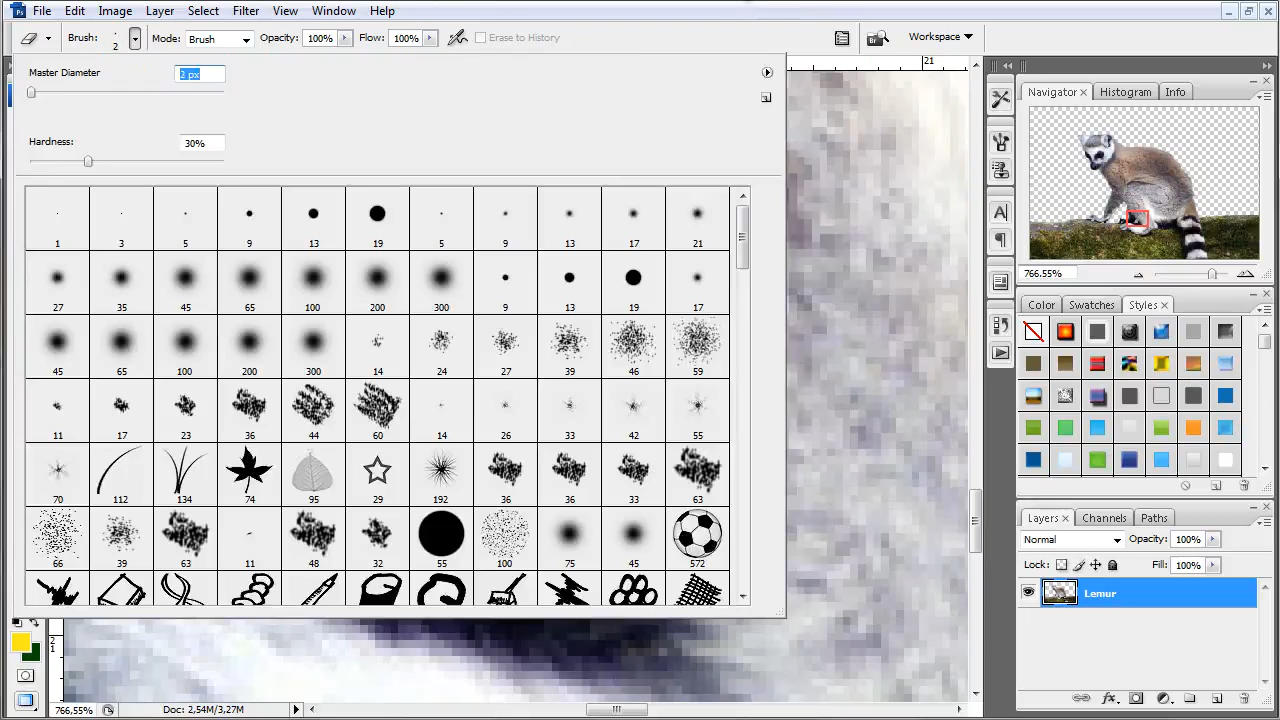 Ps File Edit Image Layer Select Filter View Window Help
Brush: 2 Mode: Brush Opacity: 100% Flow: 100% Erase to History Br Workspace
Master Diameter 2 px
Hardness: 30%
1 3 5 9 13 19 5 9 13 17 21
27 35 45 65 100 200 300 9 13 19 17
45 65 100 200 300 14 24 27 39 46 59
11 17 23 36 44 60 14 26 33 42 55
70 112 134 74 95 29 192 36 36 33 63
66 39 63 11 48 32 55 100 75 45 572
21
Navigator × Histogram Info
766.55%
Color Swatches Styles ×
Layers × Channels Paths
Normal Opacity: 100%
Lock: Fill: 100%
Lemur
766,55% Doc: 2,54M/3,27M